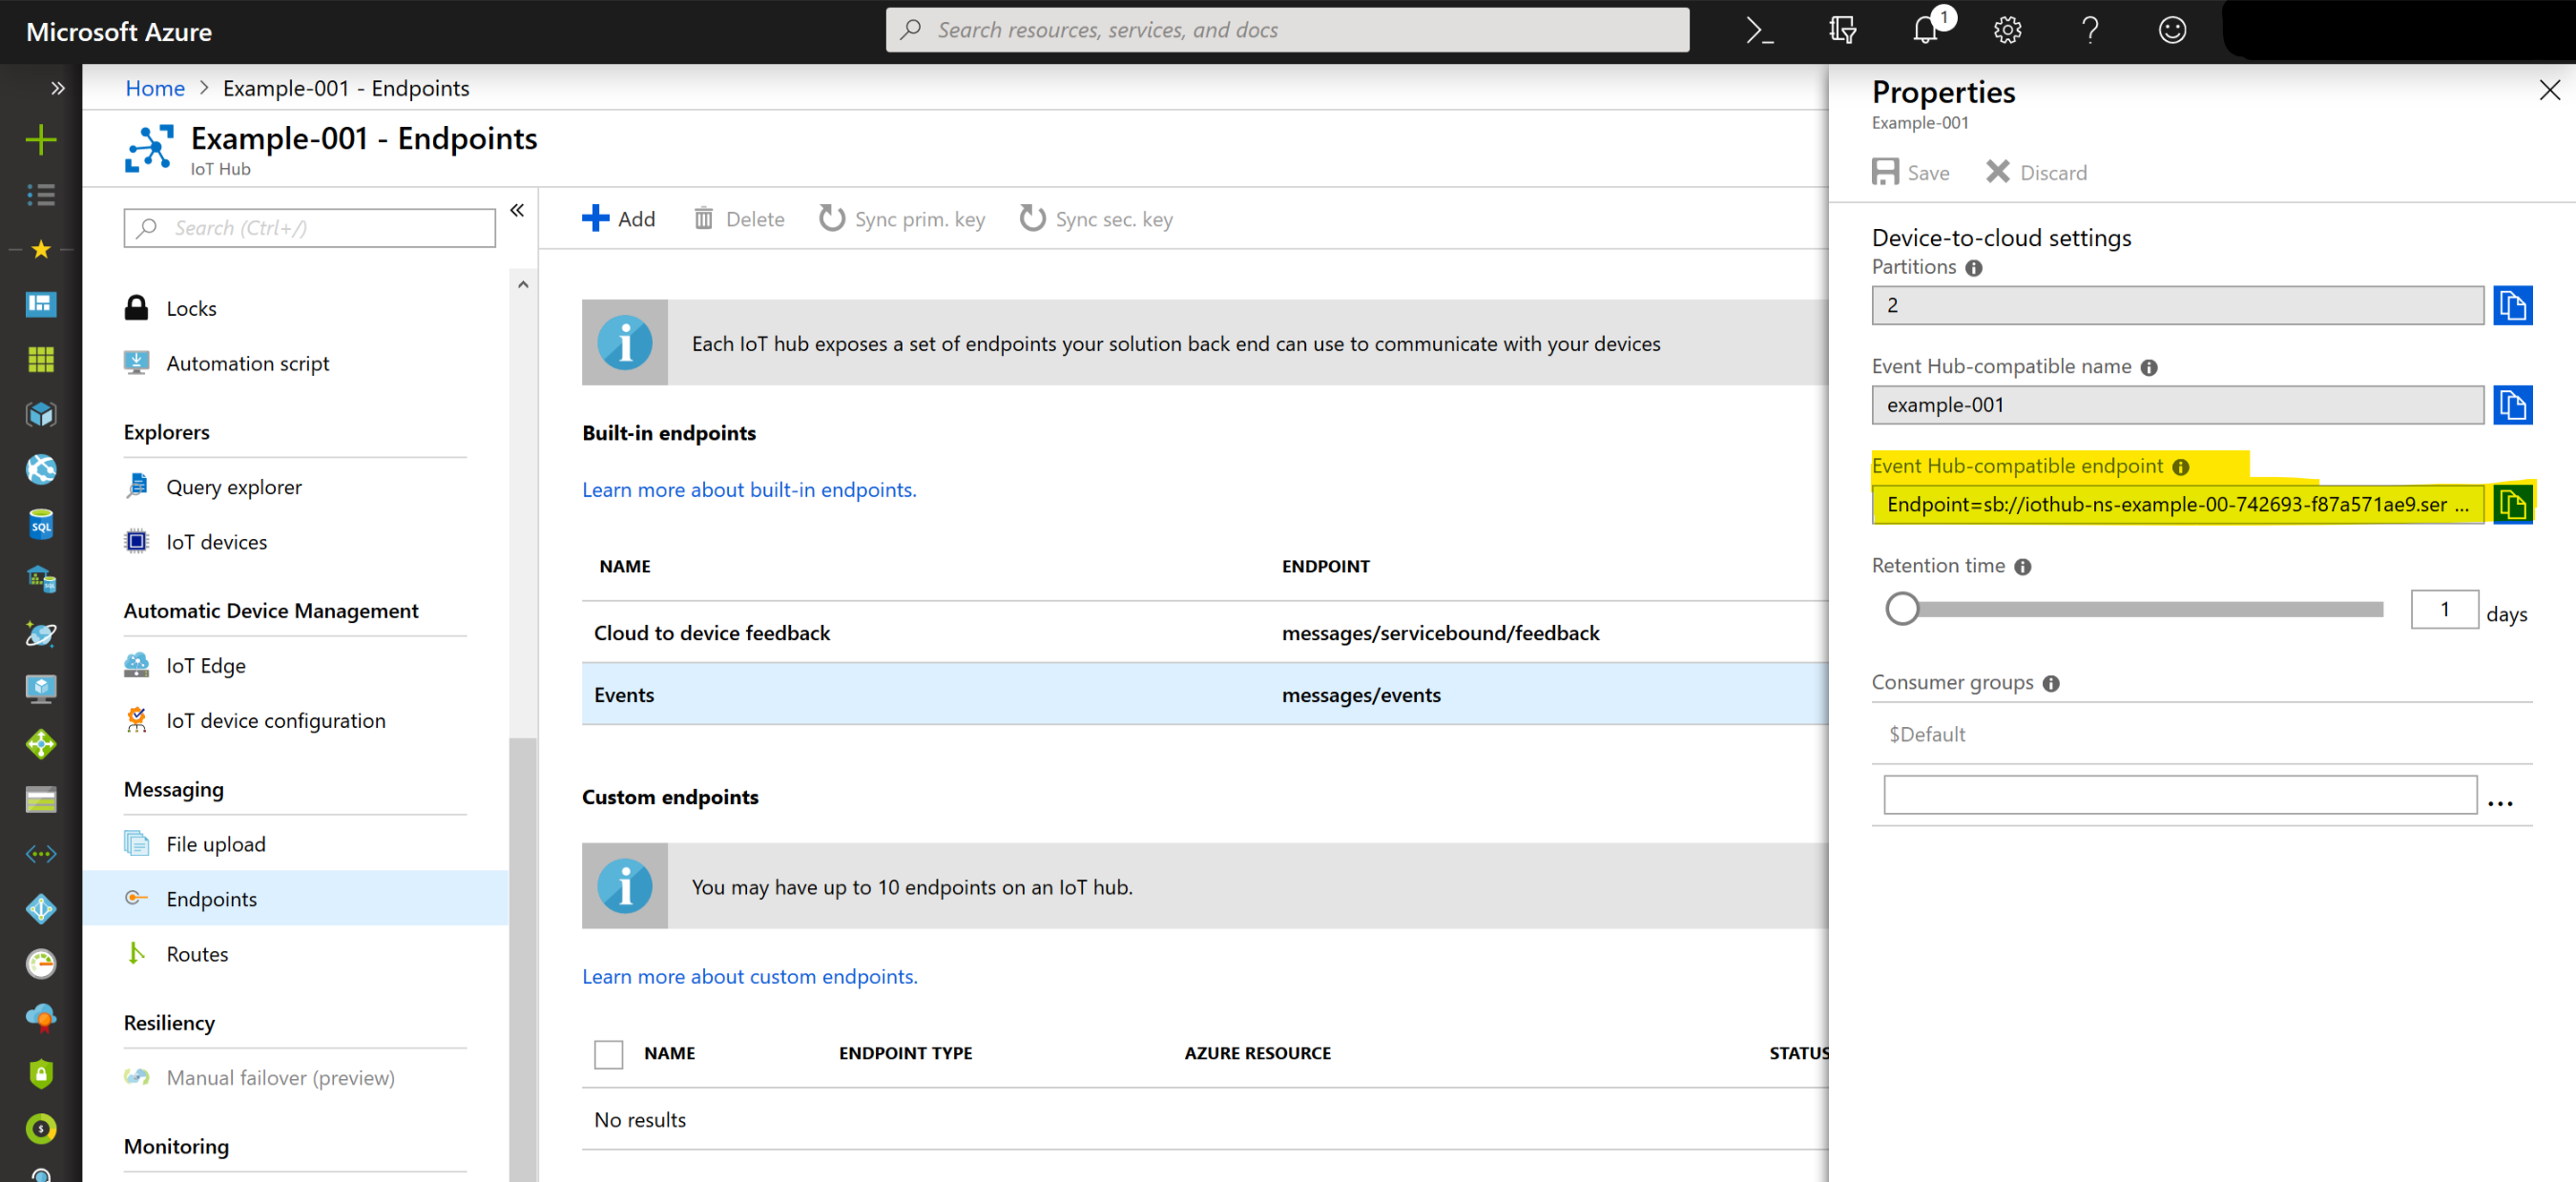 Microsoft Azure
Search resources, services, and docs
1
Home > Example-001 - Endpoints
Example-001 - Endpoints
IoT Hub
Search (Ctrl+/)
Locks
Automation script
Explorers
Query explorer
IoT devices
Automatic Device Management
IoT Edge
IoT device configuration
Messaging
File upload
Endpoints
Routes
Resiliency
Manual failover (preview)
Monitoring
Add Delete Sync prim. key Sync sec. key
Each IoT hub exposes a set of endpoints your solution back end can use to communicate with your devices
Built-in endpoints
Learn more about built-in endpoints.
NAME ENDPOINT
Cloud to device feedback messages/servicebound/feedback
Events messages/events
Custom endpoints
You may have up to 10 endpoints on an IoT hub.
Learn more about custom endpoints.
NAME ENDPOINT TYPE AZURE RESOURCE STATUS
No results
Properties
Example-001
Save Discard
Device-to-cloud settings
Partitions
2
Event Hub-compatible name
example-001
Event Hub-compatible endpoint
Endpoint=sb://iothub-ns-example-00-742693-f87a571ae9.ser ...
Retention time
1 days
Consumer groups
$Default
...